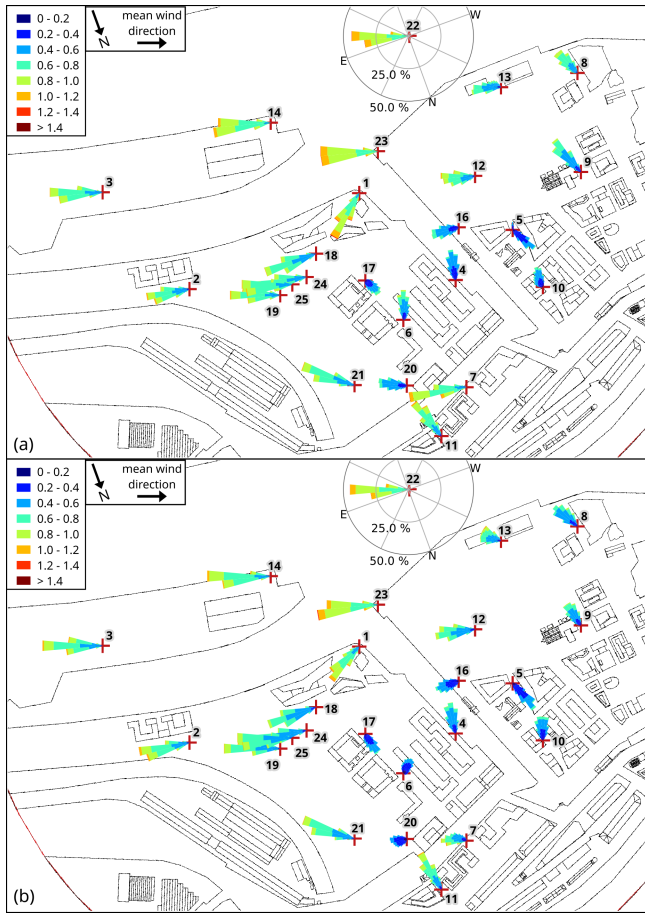 0 - 0.2
0.2 - 0.4
0.4 - 0.6
0.6 - 0.8
0.8 - 1.0
1.0 - 1.2
1.2 - 1.4
> 1.4
N
mean wind
direction
22
W
E
25.0 %
N
50.0 %
8
13
14
23
12
9
3
1
16
5
18
17
4
2
24
10
19
25
6
21
20
7
11
(a)
0 - 0.2
0.2 - 0.4
0.4 - 0.6
0.6 - 0.8
0.8 - 1.0
1.0 - 1.2
1.2 - 1.4
> 1.4
N
mean wind
direction
22
W
E
25.0 %
N
50.0 %
8
13
14
23
12
9
3
1
16
5
18
17
4
2
24
10
19
25
6
21
20
7
11
(b)